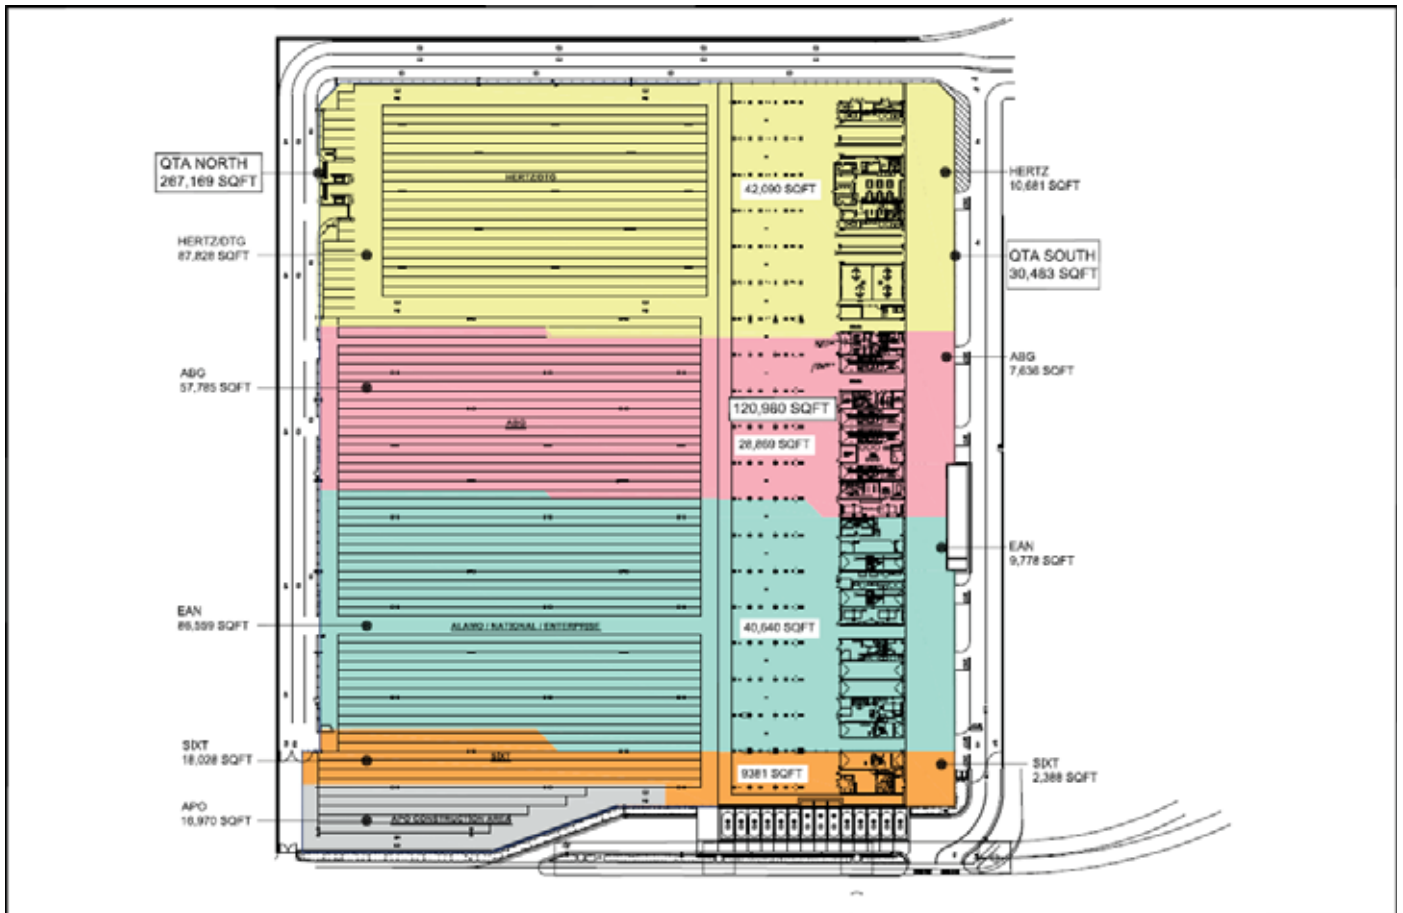 QTA NORTH
267,169 SQFT
HERTZ/DTG
87,828 SQFT
ABG
57,785 SQFT
EAN
86,559 SQFT
SIXT
18,028 SQFT
APO
16,970 SQFT
HERTZ/DTG
ABG
ALAMO / NATIONAL / ENTERPRISE
SIXT
APO CONSTRUCTION AREA
42,090 SQFT
120,980 SQFT
28,869 SQFT
40,640 SQFT
9381 SQFT
HERTZ
10,681 SQFT
QTA SOUTH
30,483 SQFT
ABG
7,636 SQFT
EAN
9,778 SQFT
SIXT
2,388 SQFT